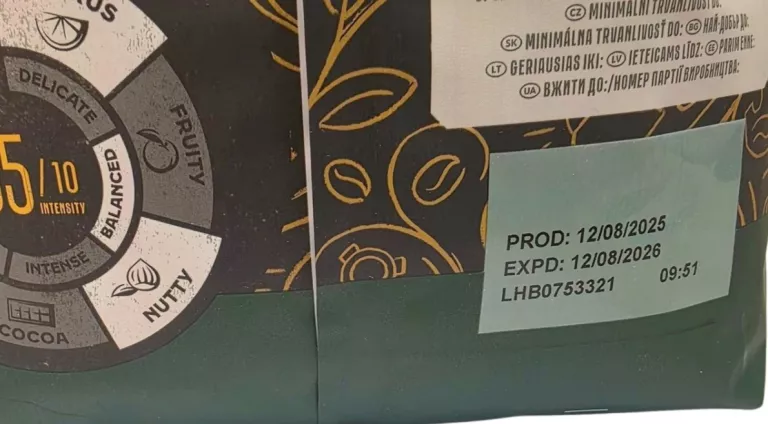 DELICATE
FRUITY
5/10
INTENSITY
BALANCED
INTENSE
NUTTY
COCOA
CZ MINIMÁLNÍ TRVANLIVOST DO:
SK MINIMÁLNA TRVANLIVOSŤ DO: BG НАЙ-ДОБЪР ДО:
LT GERIAUSIAS IKI: LV IETEICAMS LĪDZ: EE PARIM ENNE:
UA ВЖИТИ ДО:/НОМЕР ПАРТІЇ ВИРОБНИЦТВА:
PROD: 12/08/2025
EXPD: 12/08/2026
LHB0753321 09:51